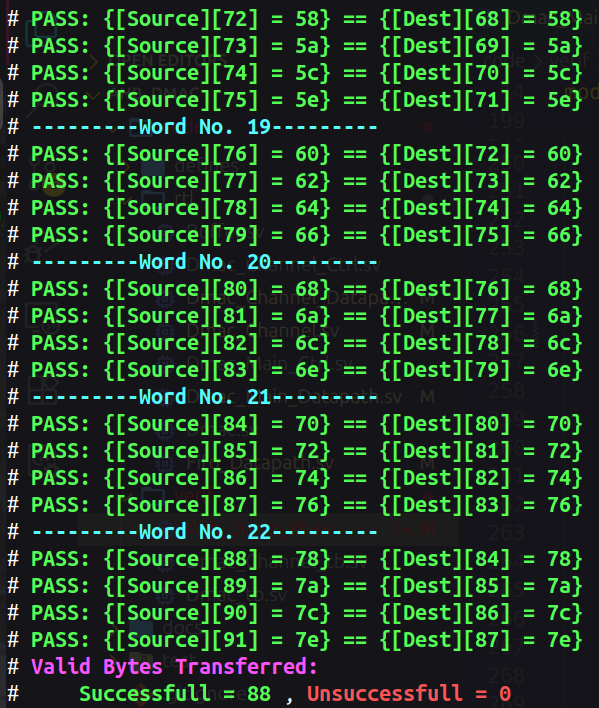 # PASS: {[Source][72] = 58} == {[Dest][68] = 58}
# PASS: {[Source][73] = 5a} == {[Dest][69] = 5a}
# PASS: {[Source][74] = 5c} == {[Dest][70] = 5c}
# PASS: {[Source][75] = 5e} == {[Dest][71] = 5e}
# ---------Word No. 19---------
# PASS: {[Source][76] = 60} == {[Dest][72] = 60}
# PASS: {[Source][77] = 62} == {[Dest][73] = 62}
# PASS: {[Source][78] = 64} == {[Dest][74] = 64}
# PASS: {[Source][79] = 66} == {[Dest][75] = 66}
# ---------Word No. 20---------
# PASS: {[Source][80] = 68} == {[Dest][76] = 68}
# PASS: {[Source][81] = 6a} == {[Dest][77] = 6a}
# PASS: {[Source][82] = 6c} == {[Dest][78] = 6c}
# PASS: {[Source][83] = 6e} == {[Dest][79] = 6e}
# ---------Word No. 21---------
# PASS: {[Source][84] = 70} == {[Dest][80] = 70}
# PASS: {[Source][85] = 72} == {[Dest][81] = 72}
# PASS: {[Source][86] = 74} == {[Dest][82] = 74}
# PASS: {[Source][87] = 76} == {[Dest][83] = 76}
# ---------Word No. 22---------
# PASS: {[Source][88] = 78} == {[Dest][84] = 78}
# PASS: {[Source][89] = 7a} == {[Dest][85] = 7a}
# PASS: {[Source][90] = 7c} == {[Dest][86] = 7c}
# PASS: {[Source][91] = 7e} == {[Dest][87] = 7e}
# Valid Bytes Transferred:
#     Successfull = 88 , Unsuccessfull = 0